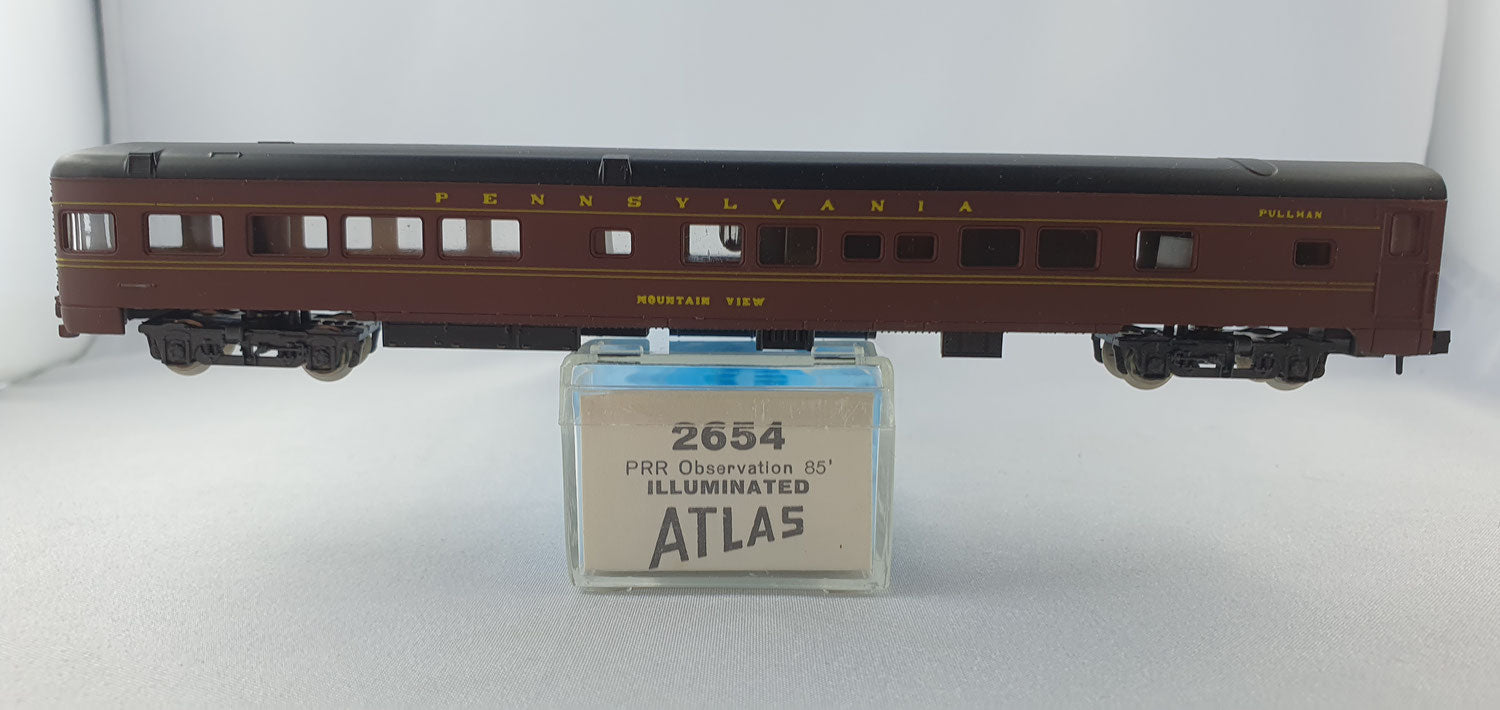 PENNSYLVANIA
PULLMAN
MOUNTAIN VIEW
2654
PRR Observation 85'
ILLUMINATED
ATLAS